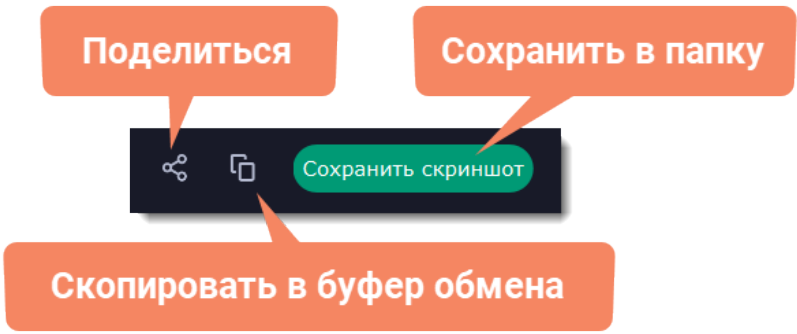 Поделиться
Сохранить в папку
Сохранить скриншот
Скопировать в буфер обмена